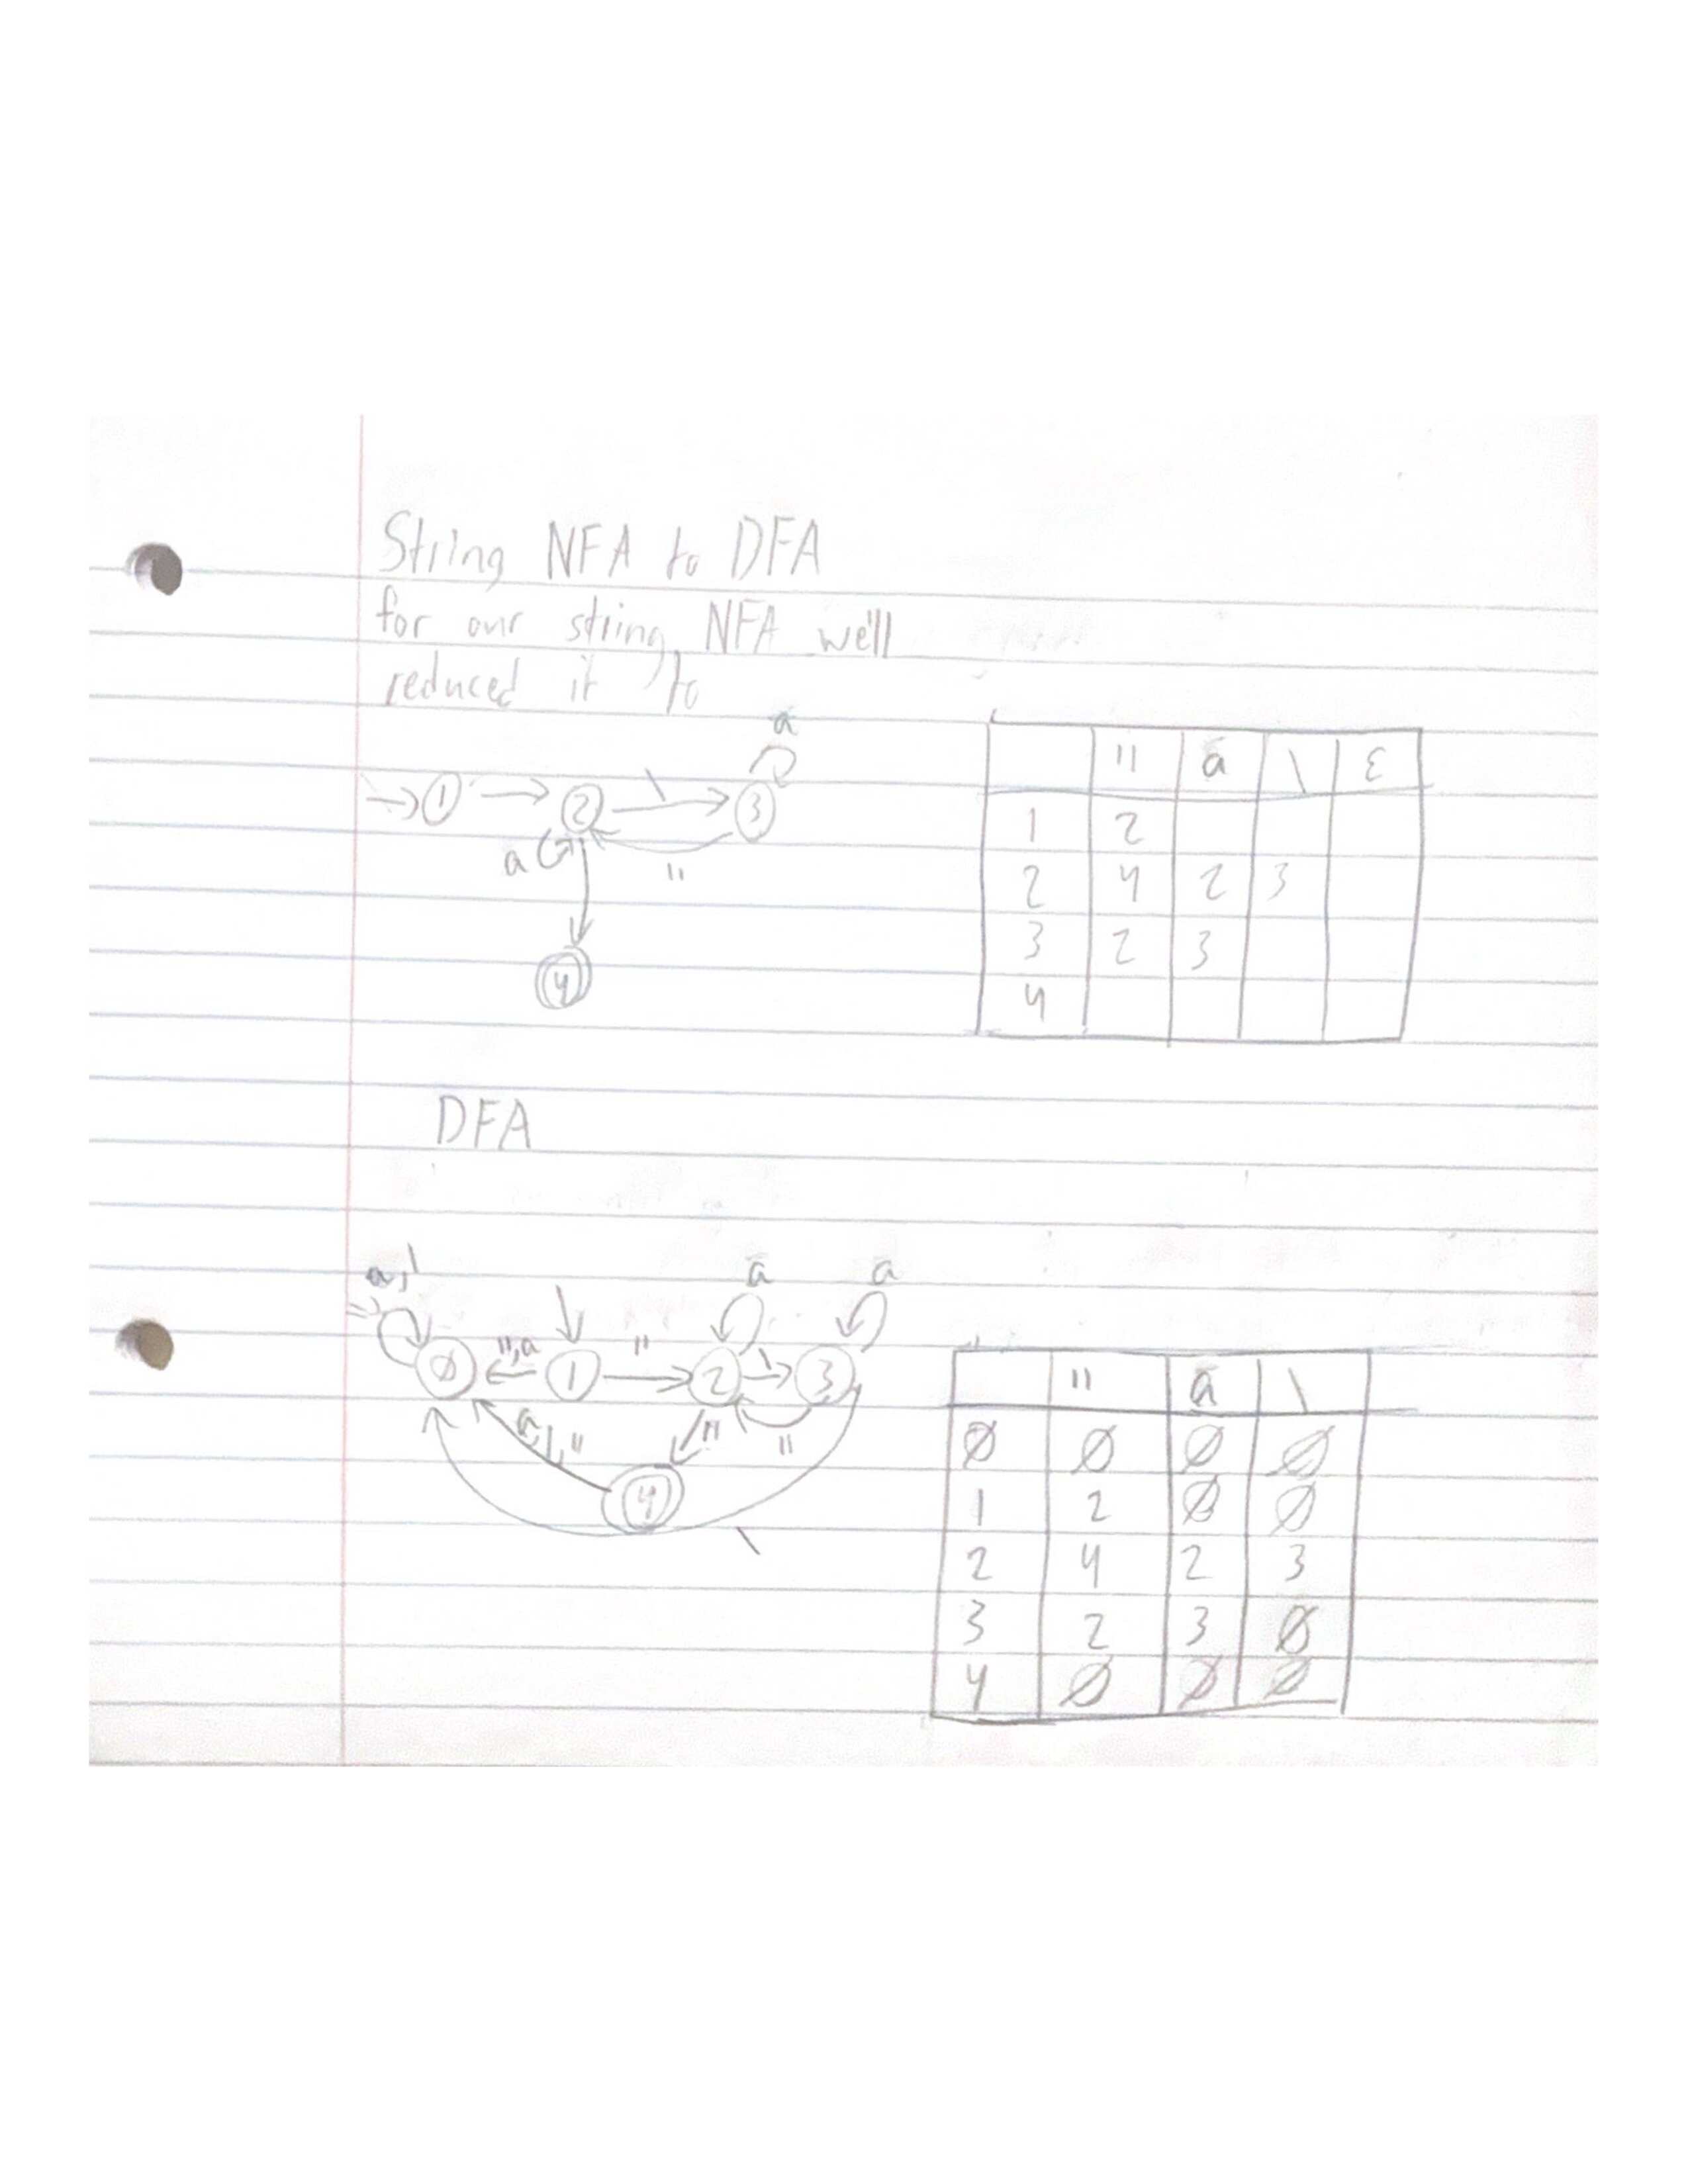 String NFA to DFA
for our string NFA we'll
reduced it to
a
\
→ 1 → 2 → 3
a
"
4
" a \ ε
1 2
2 4 2 3
3 2 3
4
DFA
a, \
ā ā
∅ ", a 1 " 2 \ 3
a, \, " " "
4
\
" ā \
∅ ∅ ∅ ∅
1 2 ∅ ∅
2 4 2 3
3 2 3 ∅
4 ∅ ∅ ∅